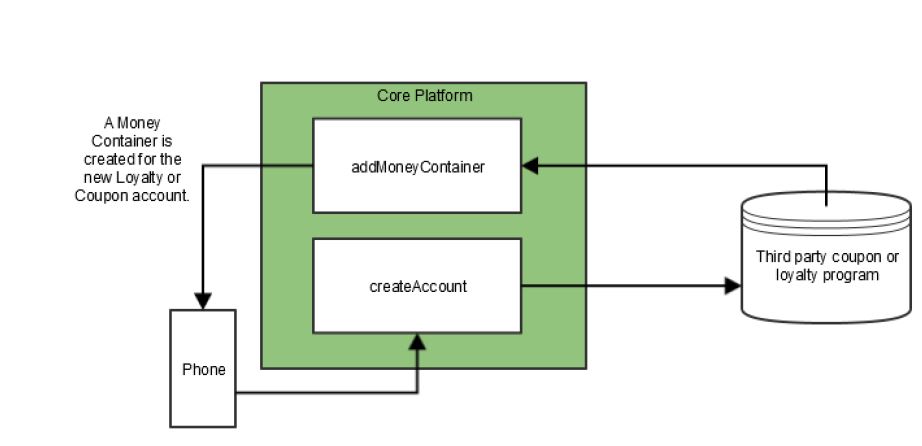 Core Platform
A Money
Container is
created for the
new Loyalty or
Coupon account.
addMoneyContainer
Third party coupon or
loyalty program
createAccount
Phone